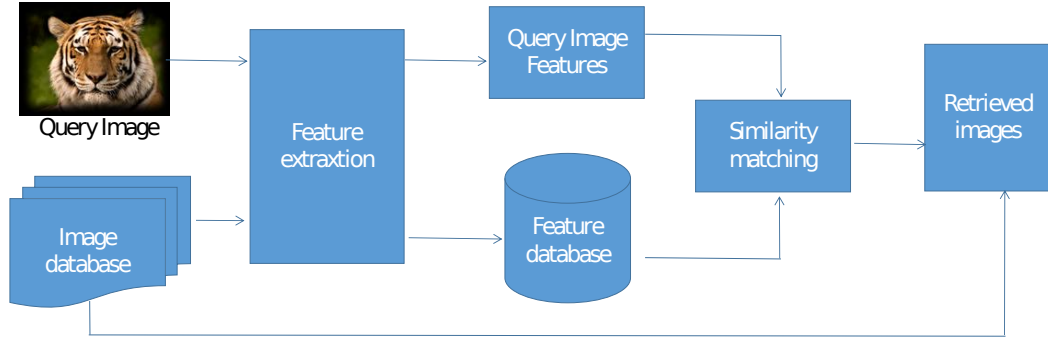 Query Image
Feature
extraxtion
Query Image
Features
Similarity
matching
Retrieved
images
Image
database
Feature
database